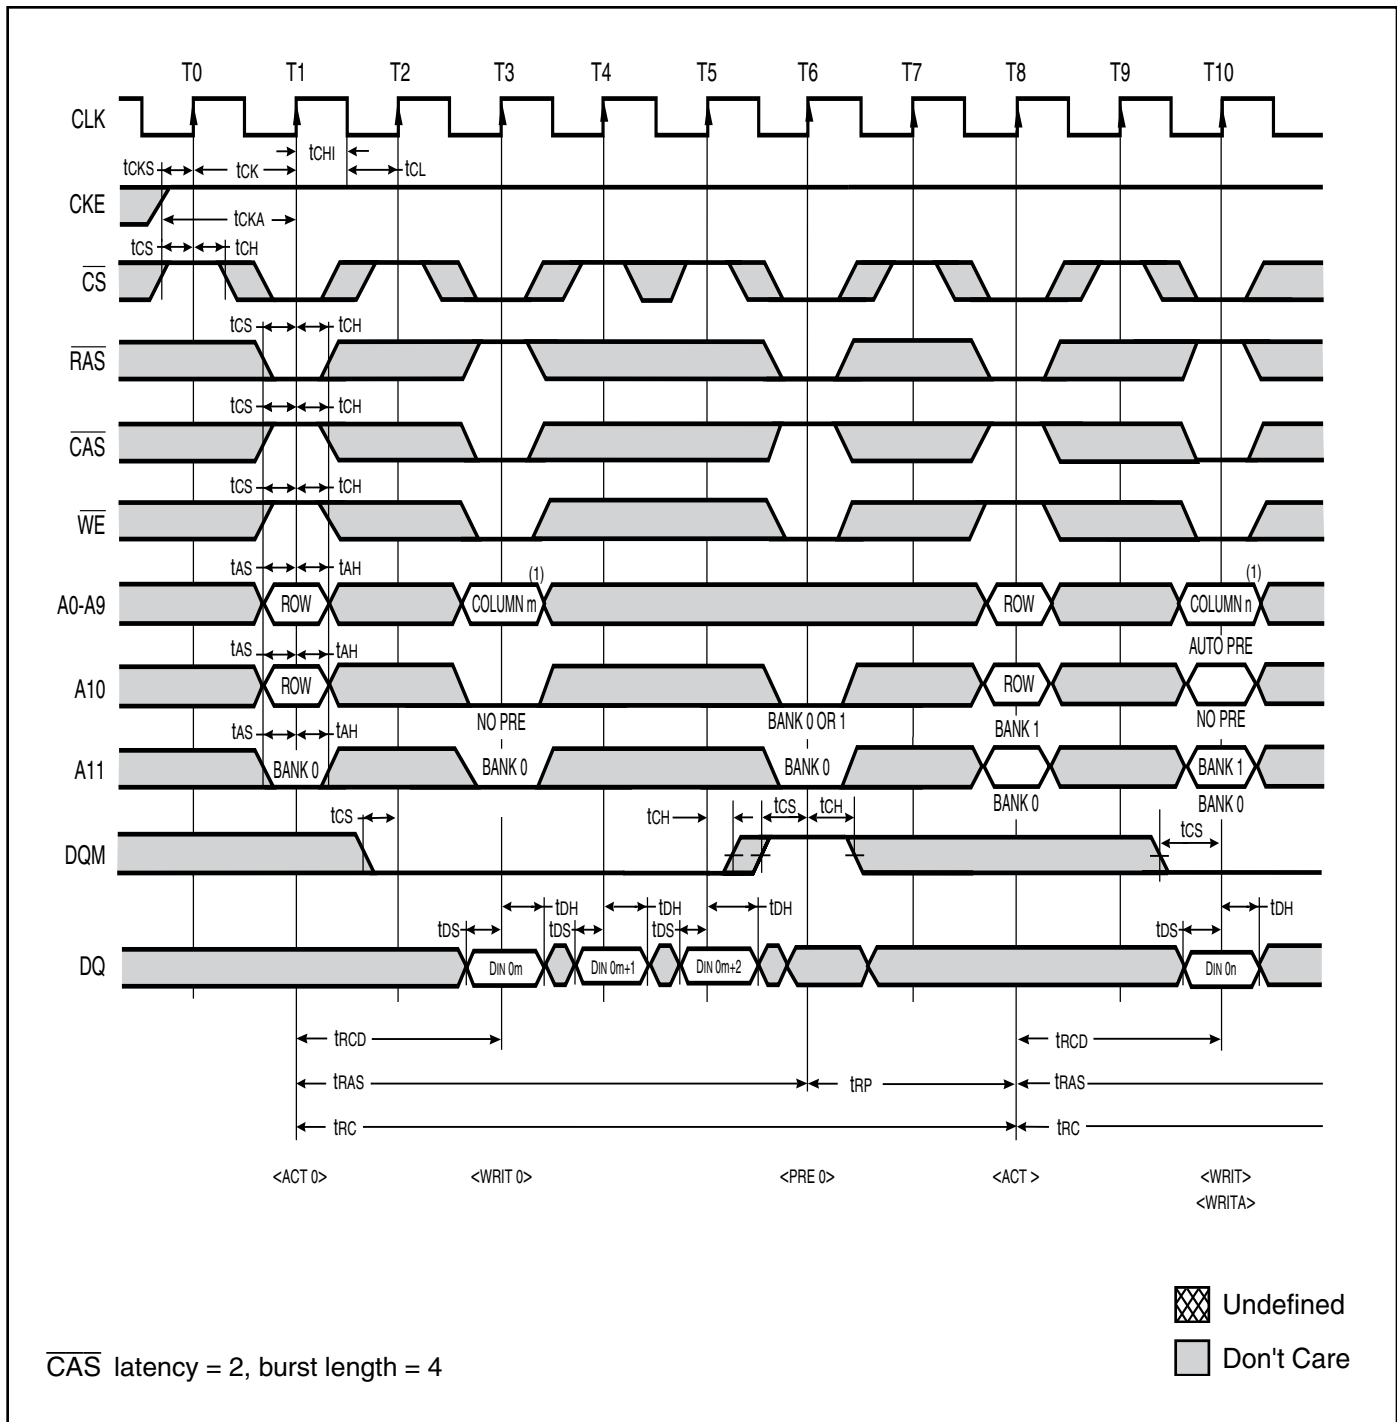 T0 T1 T2 T3 T4 T5 T6 T7 T8 T9 T10
CLK
tCHI
tCKS tCK tCL
CKE
tCKA
tCS tCH
CS
tCS tCH
RAS
tCS tCH
CAS
tCS tCH
WE
tAS tAH (1) (1)
A0-A9 ROW COLUMN m ROW COLUMN n
AUTO PRE
tAS tAH
A10 ROW ROW
NO PRE BANK 0 OR 1 BANK 1 NO PRE
tAS tAH
A11 BANK 0 BANK 0 BANK 0 BANK 1
BANK 0 BANK 0
tCS tCH tCS tCH tCS
DQM
tDH tDH tDH tDH
tDS tDS tDS tDS
DQ DIN 0m DIN 0m+1 DIN 0m+2 DIN 0n
tRCD tRCD
tRAS tRP tRAS
tRC tRC
<ACT 0> <WRIT 0> <PRE 0> <ACT > <WRIT>
<WRITA>
Undefined
Don't Care
CAS latency = 2, burst length = 4